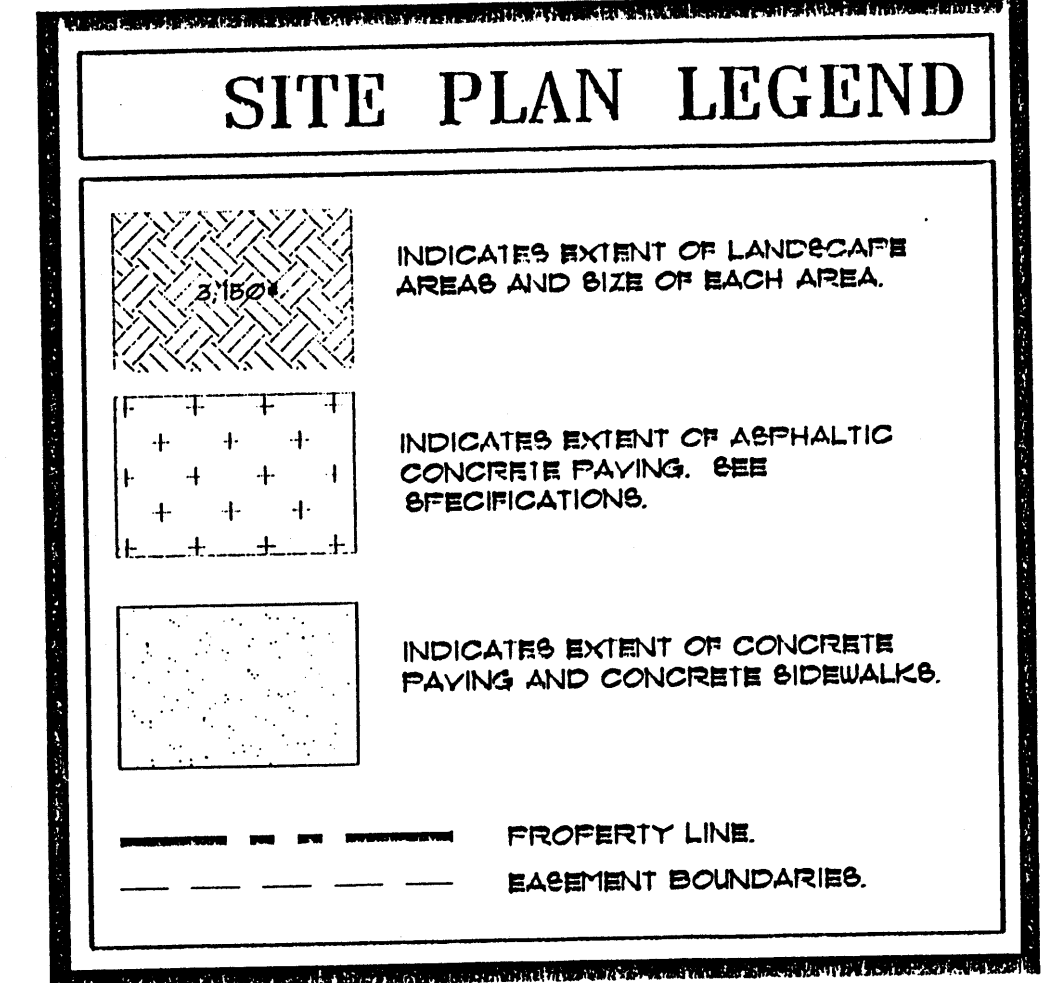 SITE PLAN LEGEND
INDICATES EXTENT OF LANDSCAPE
AREAS AND SIZE OF EACH AREA.
3,150
INDICATES EXTENT OF ASPHALTIC
CONCRETE PAVING. SEE
SPECIFICATIONS.
INDICATES EXTENT OF CONCRETE
PAVING AND CONCRETE SIDEWALKS.
PROPERTY LINE.
EASEMENT BOUNDARIES.